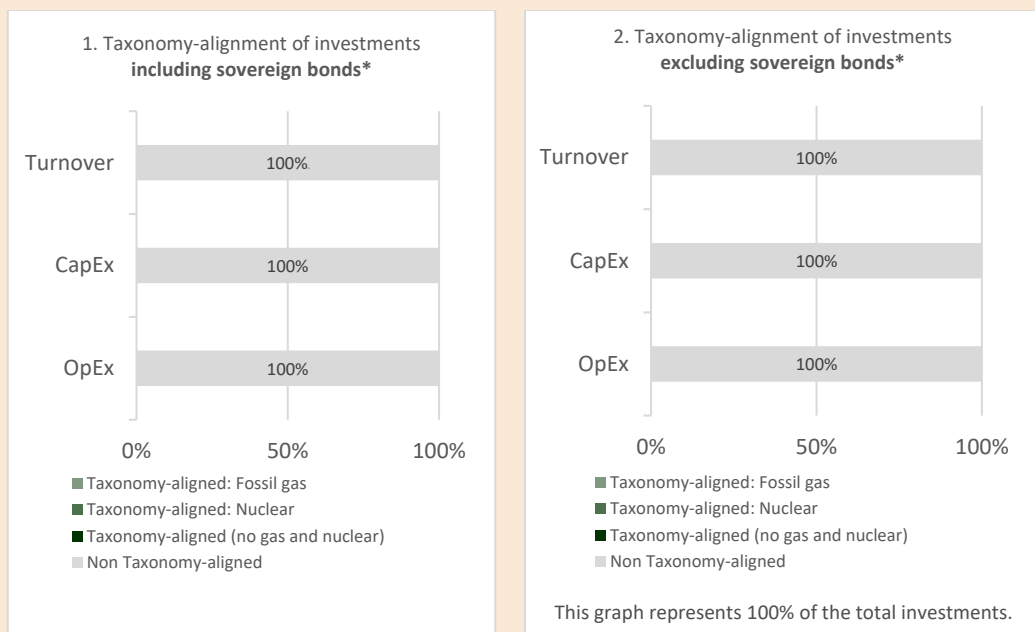 1. Taxonomy-alignment of investments
including sovereign bonds*
Turnover
100%
CapEx
100%
OpEx
100%
0%
50%
100%
Taxonomy-aligned: Fossil gas
Taxonomy-aligned: Nuclear
Taxonomy-aligned (no gas and nuclear)
Non Taxonomy-aligned
2. Taxonomy-alignment of investments
excluding sovereign bonds*
Turnover
100%
CapEx
100%
OpEx
100%
0%
50%
100%
Taxonomy-aligned: Fossil gas
Taxonomy-aligned: Nuclear
Taxonomy-aligned (no gas and nuclear)
Non Taxonomy-aligned
This graph represents 100% of the total investments.